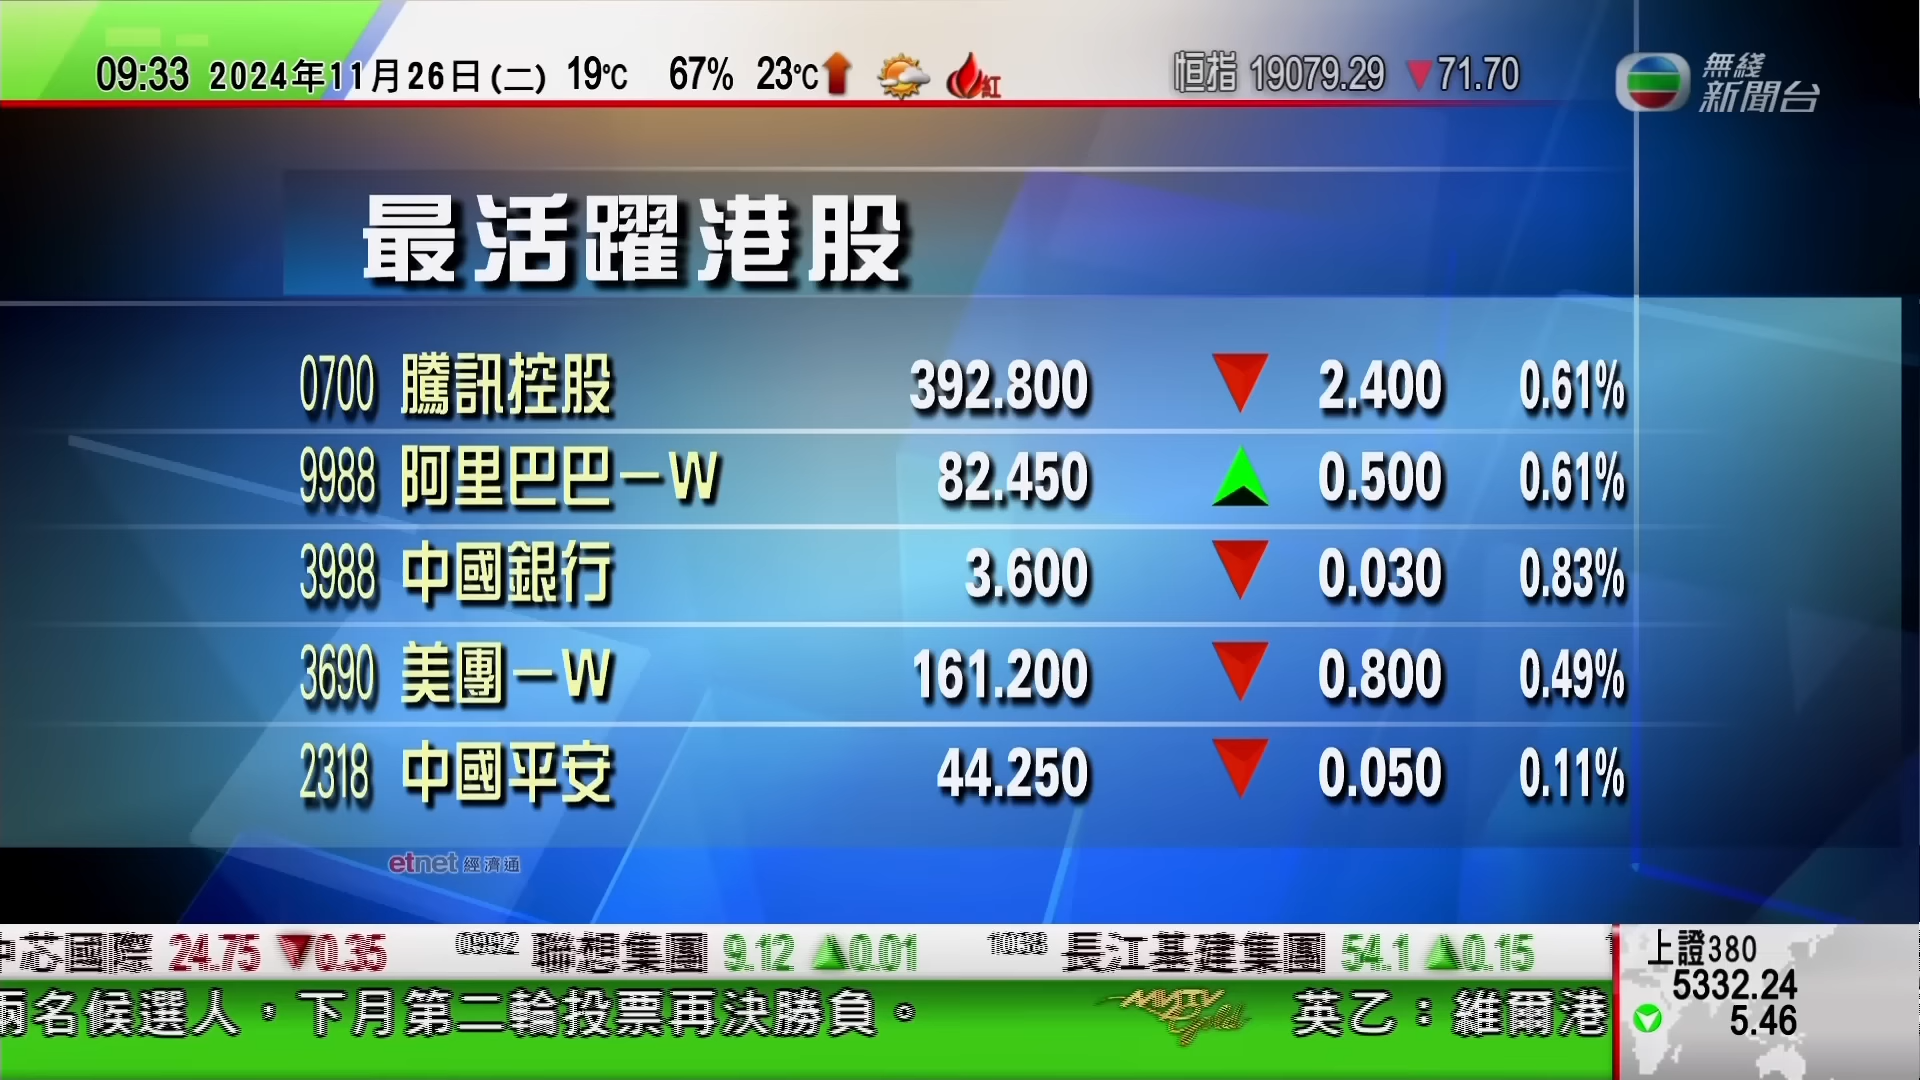 09:33 2024年11月26日(二) 19℃ 67% 23℃ 紅 恒指 19079.29 ▼71.70
無綫
新聞台
最活躍港股
0700 騰訊控股 392.800 ▼ 2.400 0.61%
9988 阿里巴巴－W 82.450 ▲ 0.500 0.61%
3988 中國銀行 3.600 ▼ 0.030 0.83%
3690 美團－W 161.200 ▼ 0.800 0.49%
2318 中國平安 44.250 ▼ 0.050 0.11%
etnet 經濟通
中芯國際 24.75 ▼0.35 0992 聯想集團 9.12 ▲0.01 1038 長江基建集團 54.1 ▲0.15
兩名候選人，下月第二輪投票再決勝負。 英乙：維爾港
上證380
5332.24
5.46